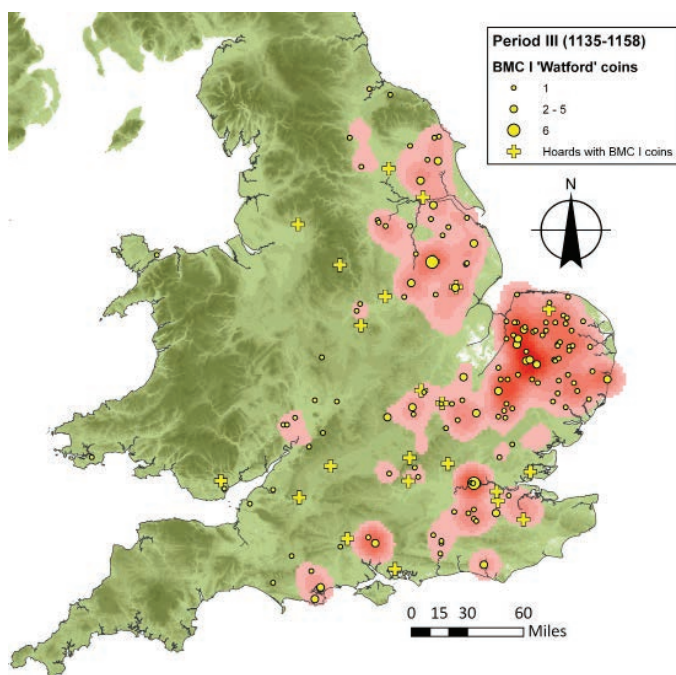 Period III (1135-1158)
BMC I 'Watford' coins
1
2 - 5
6
Hoards with BMC I coins
N
0 15 30 60
Miles